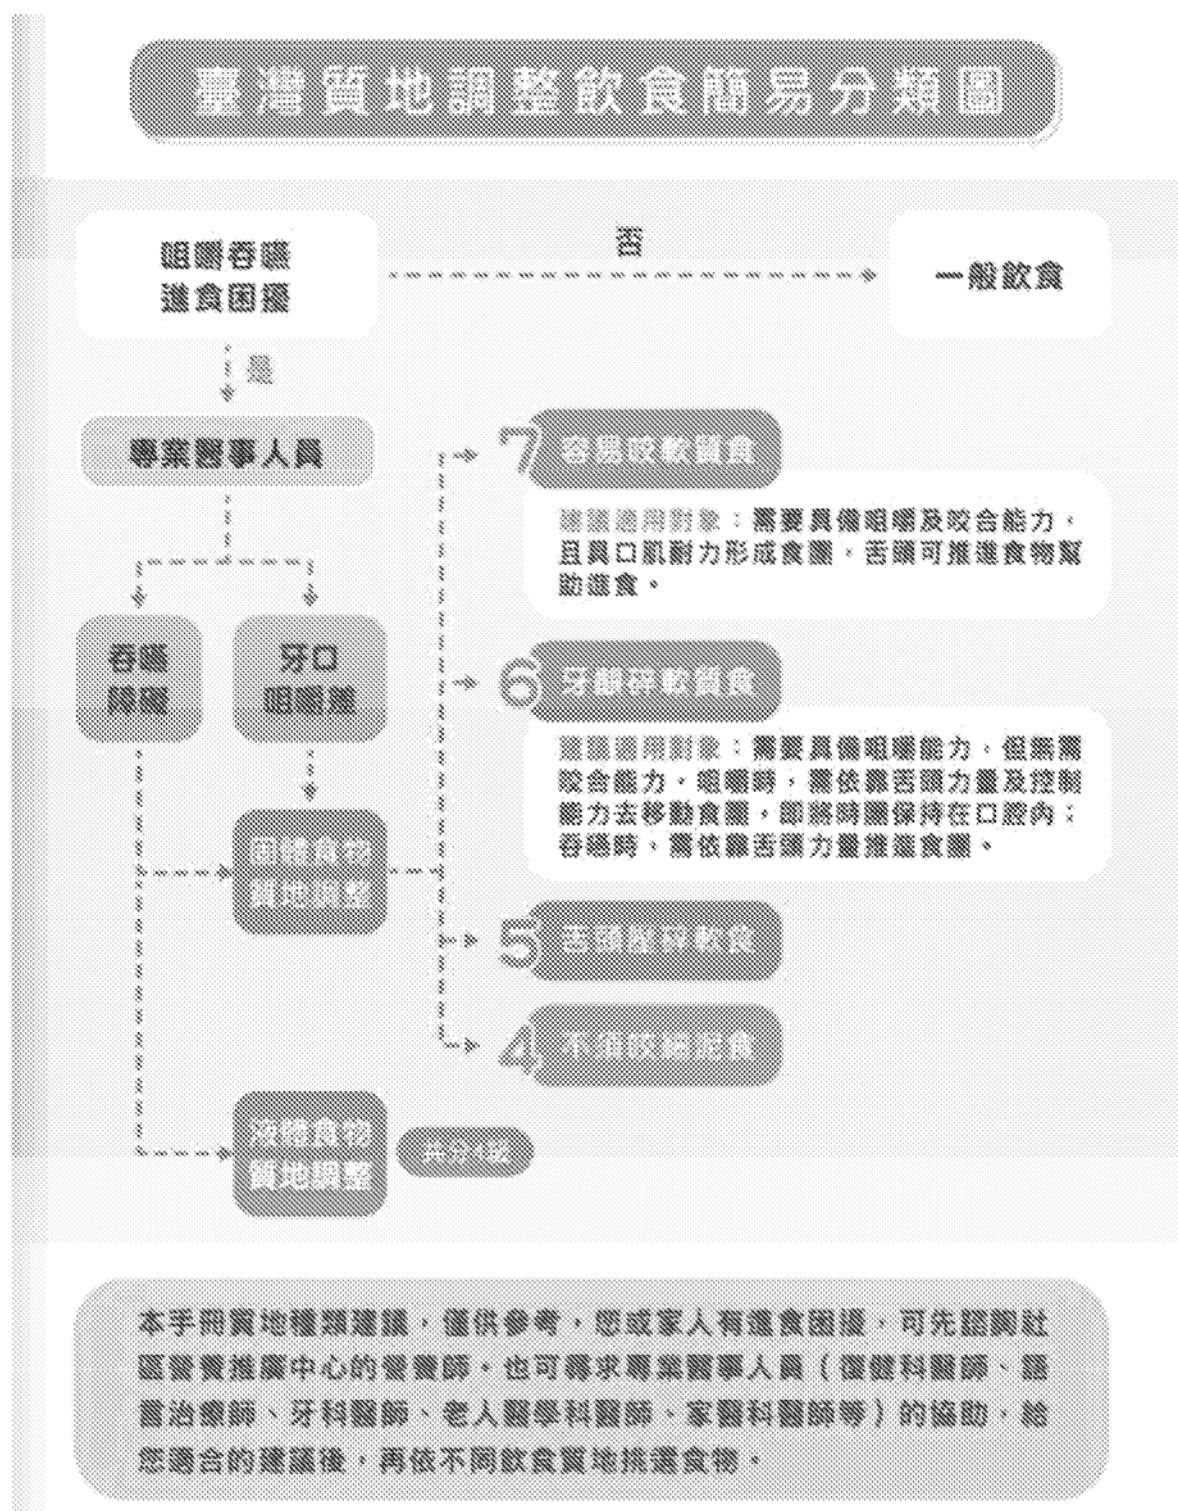 臺灣質地調整飲食簡易分類圖
咀嚼吞嚥
進食困擾
否
一般飲食
是
專業醫事人員
吞嚥
障礙
牙口
咀嚼差
固體食物
質地調整
7 容易咬軟質食
建議適用對象：需要具備咀嚼及咬合能力，
且具口肌耐力形成食團，舌頭可推進食物幫
助進食。
6 牙齦碎軟質食
建議適用對象：需要具備咀嚼能力，但無需
咬合能力。咀嚼時，需依靠舌頭力量及控制
能力去移動食團，即將時團保持在口腔內；
吞嚥時，需依靠舌頭力量推進食團。
5 舌頭壓碎軟食
4 不須咬細泥食
液體食物
質地調整
共分4級
本手冊質地種類建議，僅供參考，您或家人有進食困擾，可先諮詢社
區營養推廣中心的營養師。也可尋求專業醫事人員（復健科醫師、語
言治療師、牙科醫師、老人醫學科醫師、家醫科醫師等）的協助，給
您適合的建議後，再依不同飲食質地挑選食物。